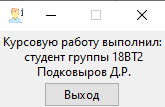 Курсовую работу выполнил:
студент группы 18ВТ2
Подковыров Д.Р.
Выход